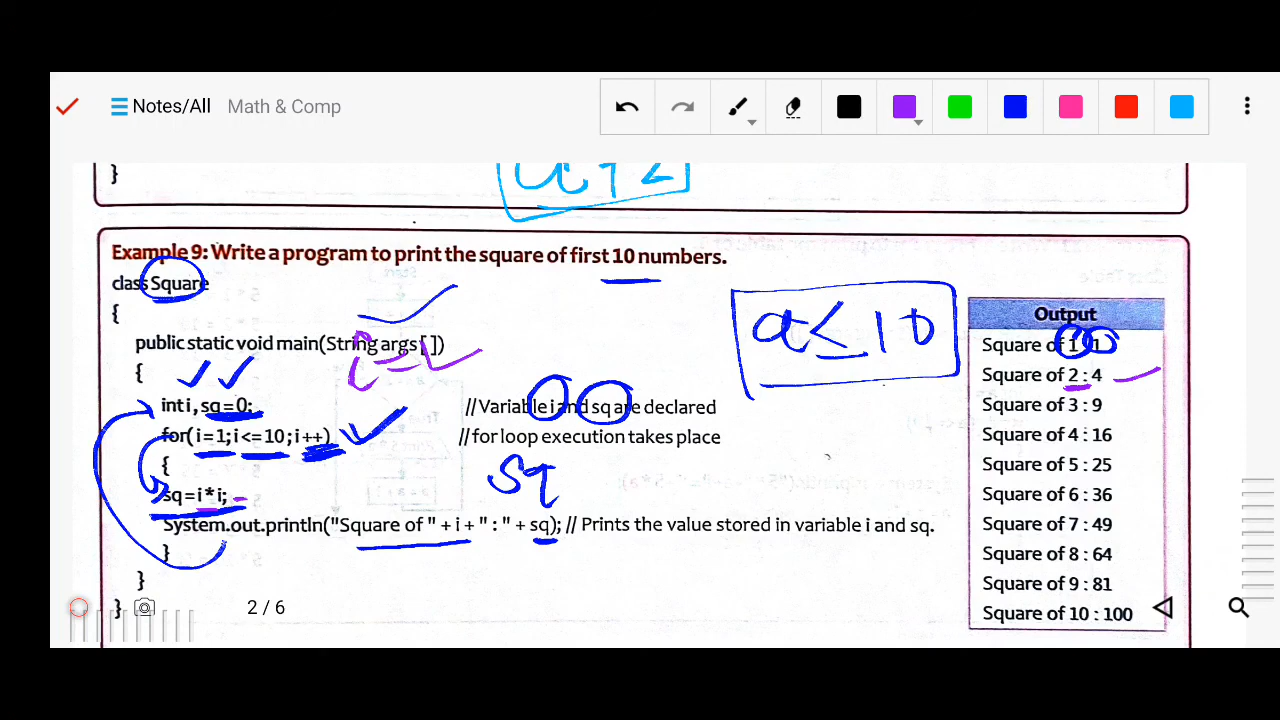 Notes/All Math & Comp
}
Example 9: Write a program to print the square of first 10 numbers.
class Square
{
public static void main(String args [])
{
int i, sq=0; //Variable i and sq are declared
for(i=1;i<=10;i++) //for loop execution takes place
{
sq=i*i;
System.out.println("Square of " + i + " : " + sq); // Prints the value stored in variable i and sq.
}
}
}
a ≤ 10
sq
Output
Square of 1 : 1
Square of 2 : 4
Square of 3 : 9
Square of 4 : 16
Square of 5 : 25
Square of 6 : 36
Square of 7 : 49
Square of 8 : 64
Square of 9 : 81
Square of 10 : 100
2 / 6